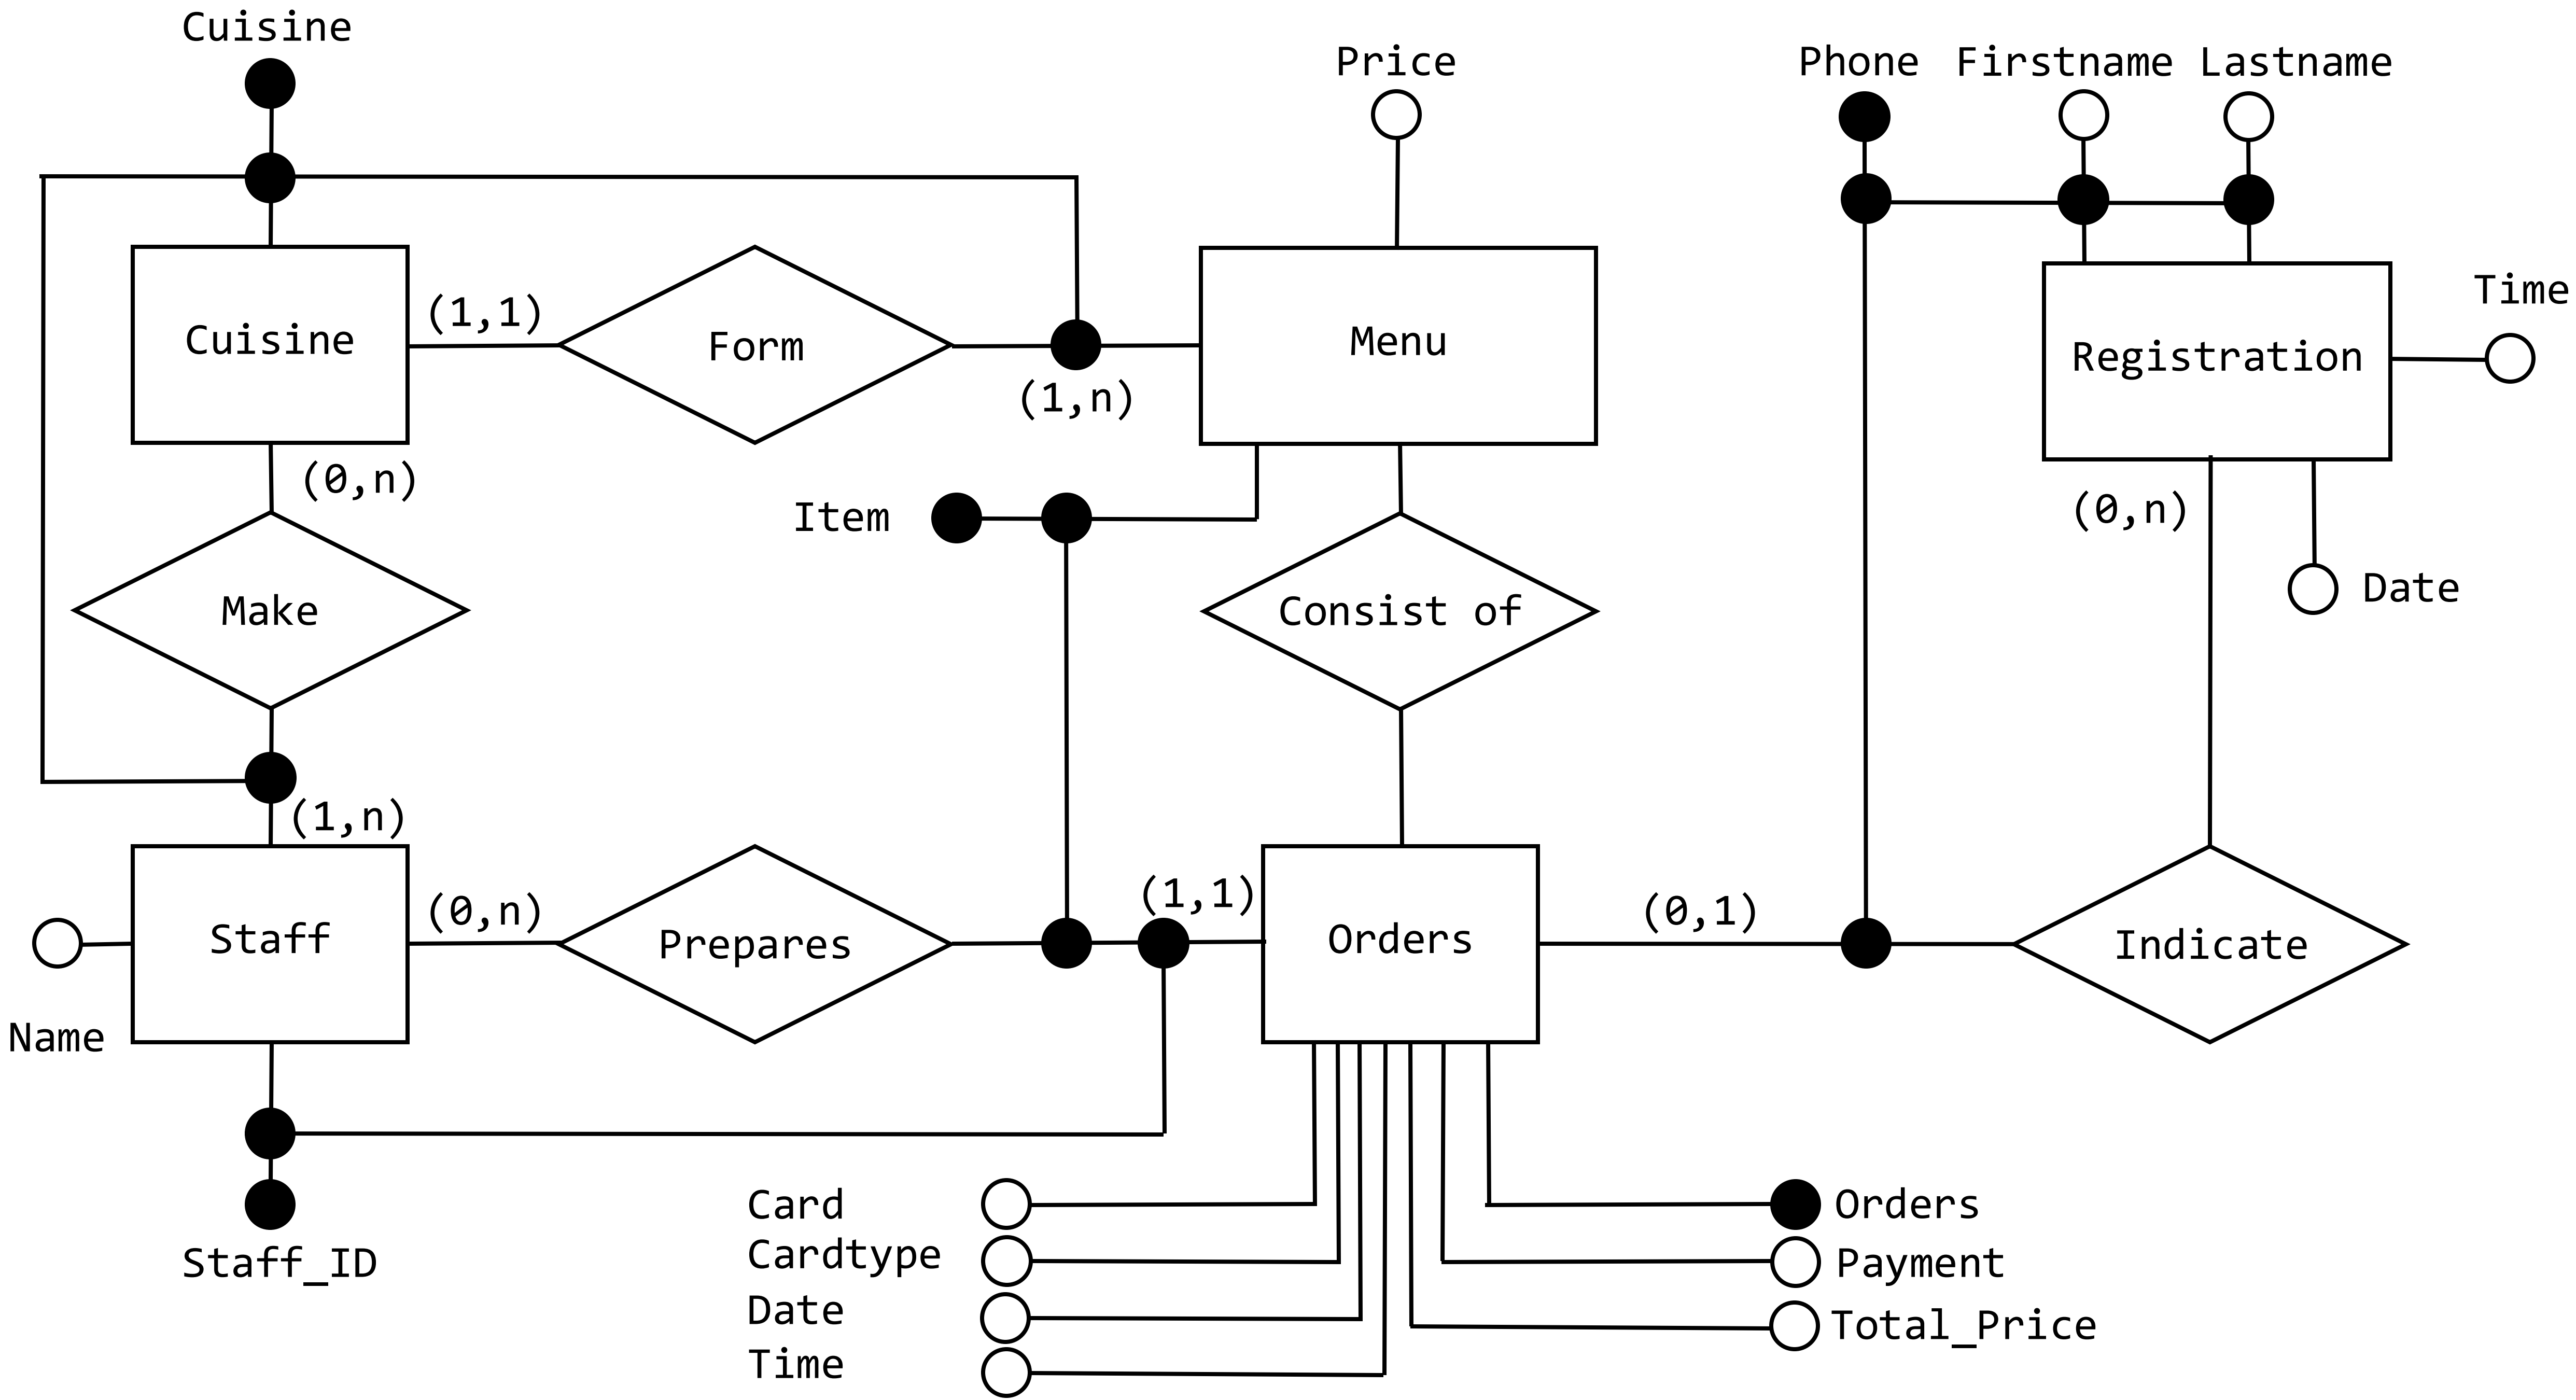 Cuisine
Price
Phone
Firstname
Lastname
Time
(1,1)
Cuisine
Form
Menu
Registration
(1,n)
(0,n)
Item
(0,n)
Date
Make
Consist of
(1,n)
(0,n)
(1,1)
(0,1)
Staff
Prepares
Orders
Indicate
Name
Card
Orders
Cardtype
Payment
Staff_ID
Date
Total_Price
Time